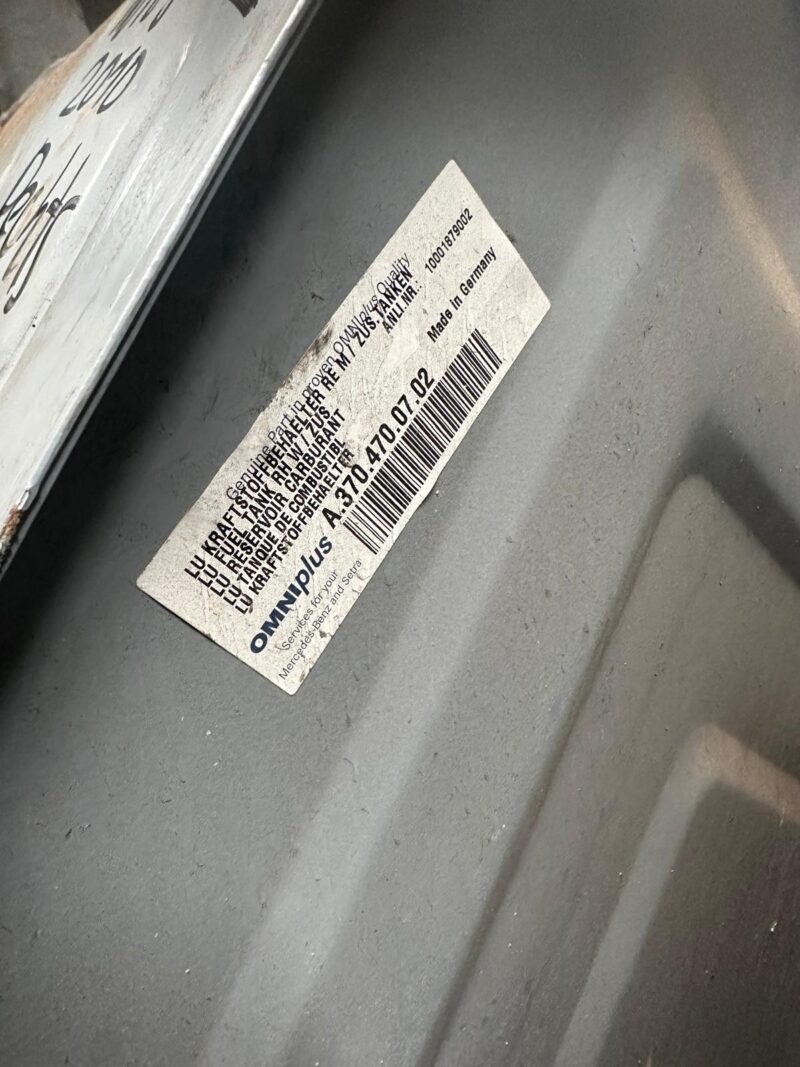 2010
Genuine Part in proven OMNIplus Quality
LU KRAFTSTOFFBEHAELTER RE M / ZUS.TANKEN
LU FUEL TANK RH W / ZUS
LU RESERVOIR CARBURANT
LU TANQUE DE COMBUSTIBL
LU KRAFTSTOFFBEHAELTER
ANLI.NR.: 10001879002
Made in Germany
A.370.470.07.02
OMNIplus
Services for your
Mercedes-Benz and Setra